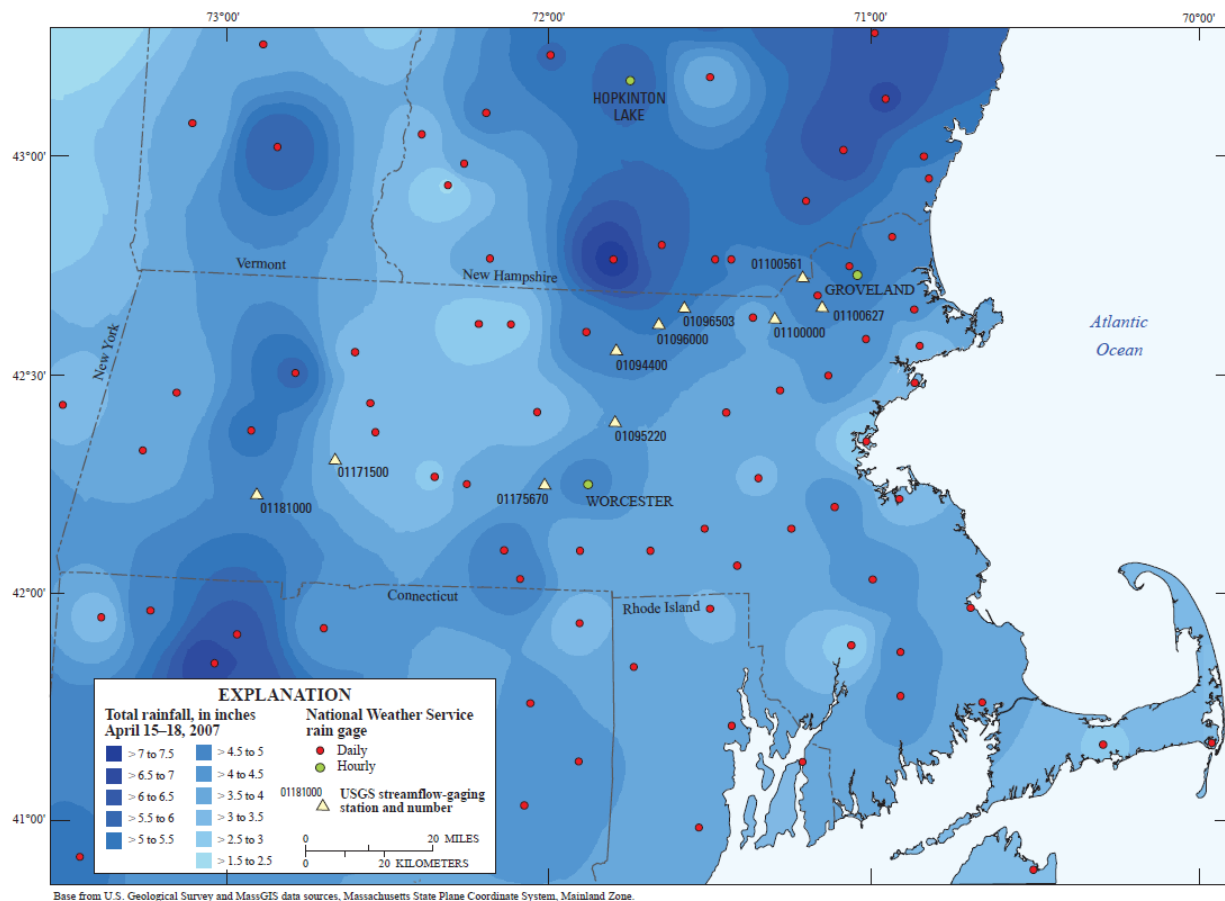 73°00'
72°00'
71°00'
70°00'
HOPKINTON
LAKE
43°00'
Vermont
New Hampshire
01100561
GROVELAND
01100627
01096503
01100000
01096000
Atlantic
Ocean
New York
01094400
42°30'
01095220
01171500
01175670
WORCESTER
01181000
42°00'
Connecticut
Rhode Island
41°00'
EXPLANATION
Total rainfall, in inches
April 15–18, 2007
> 7 to 7.5
> 6.5 to 7
> 6 to 6.5
> 5.5 to 6
> 5 to 5.5
> 4.5 to 5
> 4 to 4.5
> 3.5 to 4
> 3 to 3.5
> 2.5 to 3
> 1.5 to 2.5
National Weather Service
rain gage
Daily
Hourly
01181000
USGS streamflow-gaging
station and number
0 20 MILES
0 20 KILOMETERS
Base from U.S. Geological Survey and MassGIS data sources, Massachusetts State Plane Coordinate System, Mainland Zone.